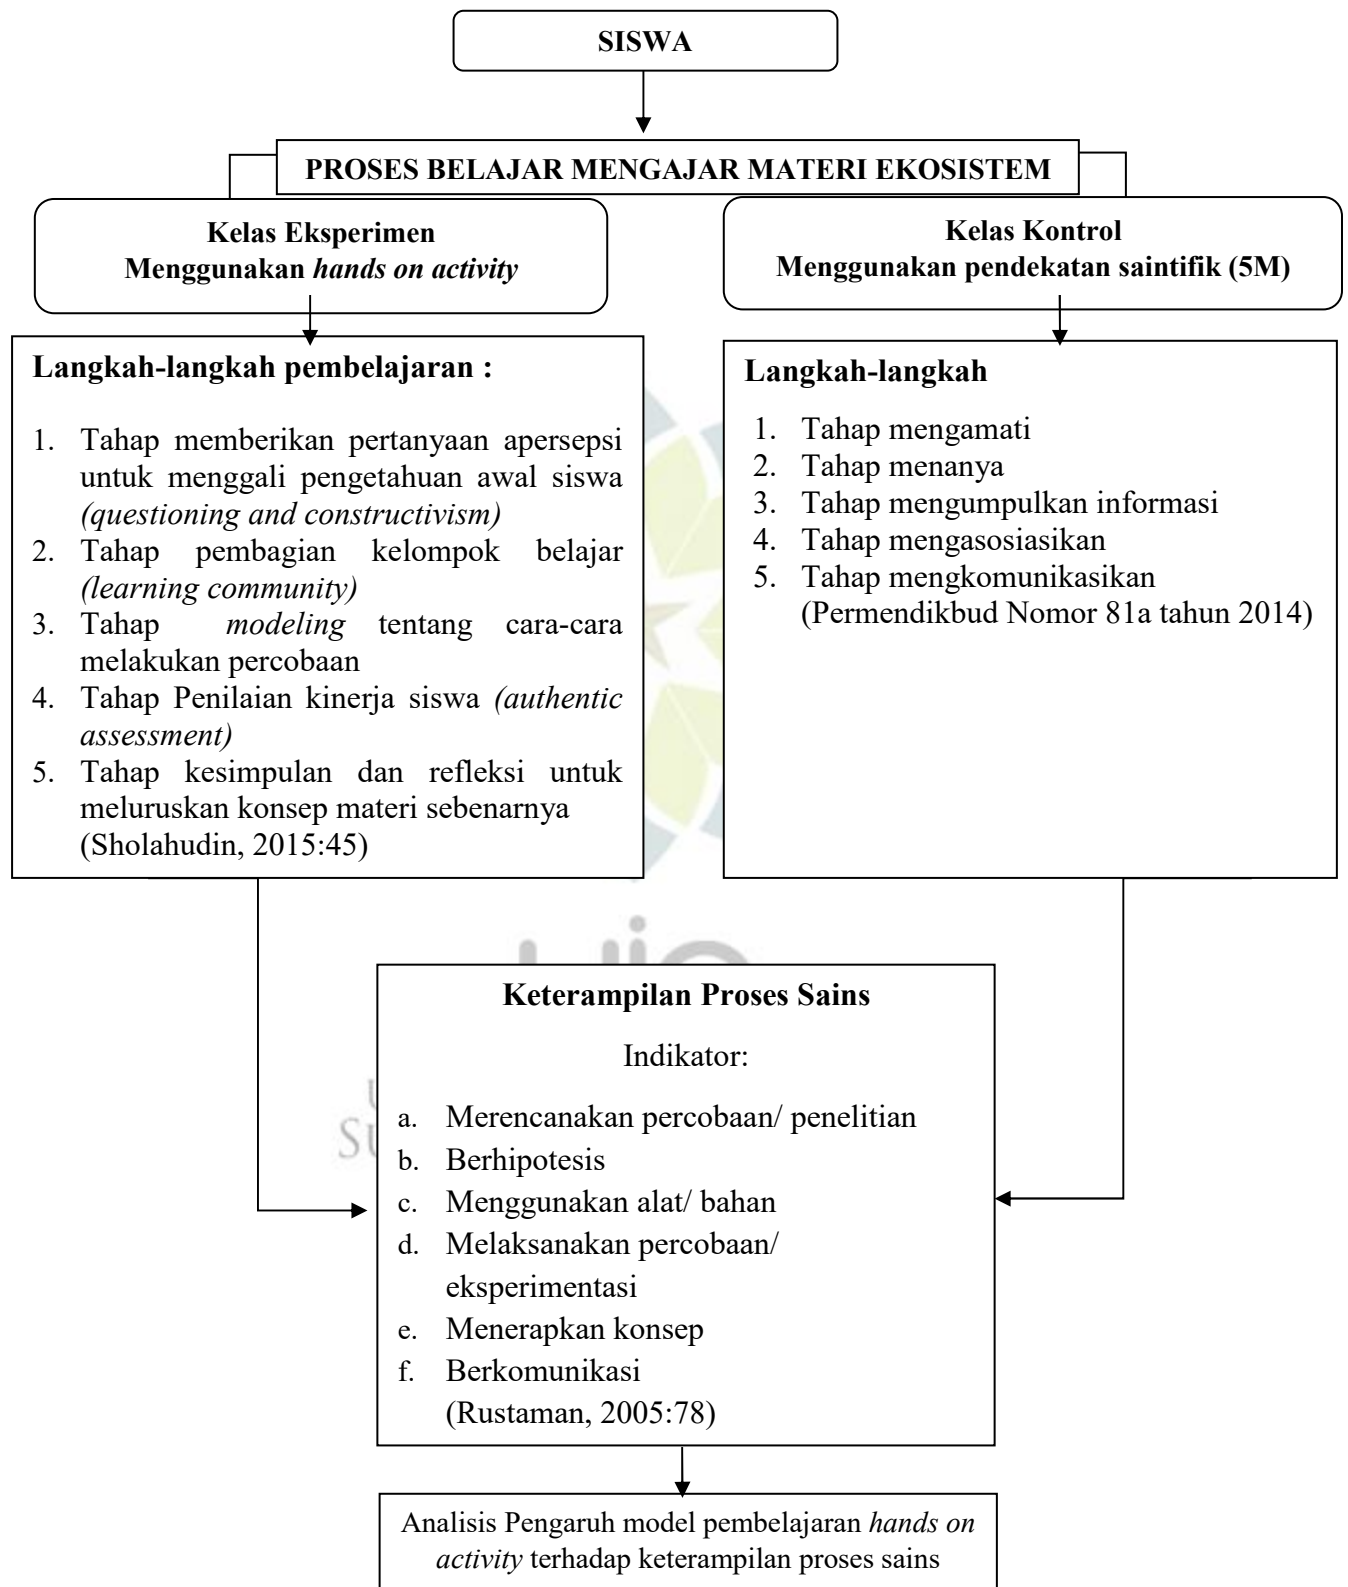 SISWA
PROSES BELAJAR MENGAJAR MATERI EKOSISTEM
Kelas Eksperimen
Menggunakan hands on activity
Kelas Kontrol
Menggunakan pendekatan saintifik (5M)
Langkah-langkah pembelajaran :
1. Tahap memberikan pertanyaan apersepsi
untuk menggali pengetahuan awal siswa
(questioning and constructivism)
2. Tahap pembagian kelompok belajar
(learning community)
3. Tahap modeling tentang cara-cara
melakukan percobaan
4. Tahap Penilaian kinerja siswa (authentic
assessment)
5. Tahap kesimpulan dan refleksi untuk
meluruskan konsep materi sebenarnya
(Sholahudin, 2015:45)
Langkah-langkah
1. Tahap mengamati
2. Tahap menanya
3. Tahap mengumpulkan informasi
4. Tahap mengasosiasikan
5. Tahap mengkomunikasikan
(Permendikbud Nomor 81a tahun 2014)
Keterampilan Proses Sains
Indikator:
a. Merencanakan percobaan/ penelitian
b. Berhipotesis
c. Menggunakan alat/ bahan
d. Melaksanakan percobaan/
eksperimentasi
e. Menerapkan konsep
f. Berkomunikasi
(Rustaman, 2005:78)
Analisis Pengaruh model pembelajaran hands on
activity terhadap keterampilan proses sains